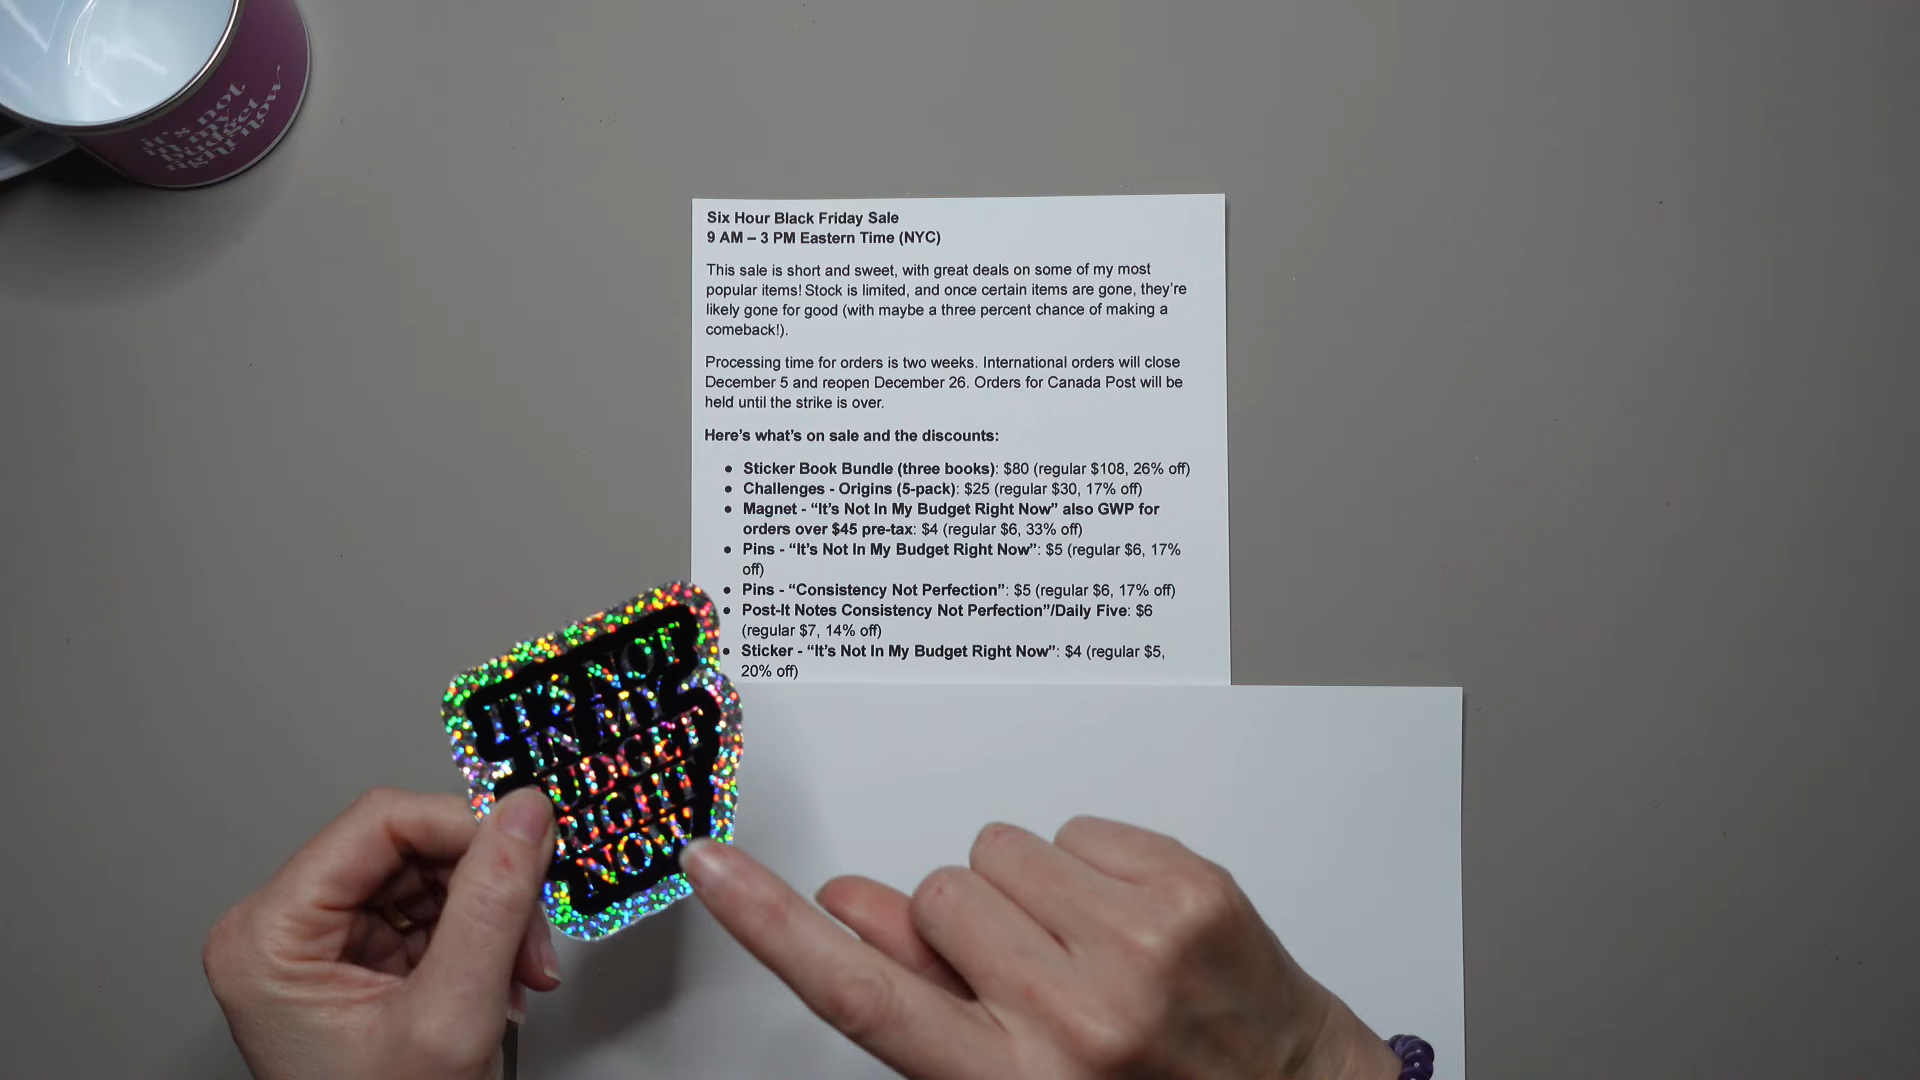 it's not
in my
budget
right now
Six Hour Black Friday Sale
9 AM – 3 PM Eastern Time (NYC)
This sale is short and sweet, with great deals on some of my most
popular items! Stock is limited, and once certain items are gone, they're
likely gone for good (with maybe a three percent chance of making a
comeback!).
Processing time for orders is two weeks. International orders will close
December 5 and reopen December 26. Orders for Canada Post will be
held until the strike is over.
Here's what's on sale and the discounts:
• Sticker Book Bundle (three books): $80 (regular $108, 26% off)
• Challenges - Origins (5-pack): $25 (regular $30, 17% off)
• Magnet - “It's Not In My Budget Right Now” also GWP for
orders over $45 pre-tax: $4 (regular $6, 33% off)
• Pins - “It's Not In My Budget Right Now”: $5 (regular $6, 17%
off)
• Pins - “Consistency Not Perfection”: $5 (regular $6, 17% off)
• Post-It Notes Consistency Not Perfection”/Daily Five: $6
(regular $7, 14% off)
• Sticker - “It's Not In My Budget Right Now”: $4 (regular $5,
20% off)
IT'S NOT
IN MY
BUDGET
RIGHT
NOW